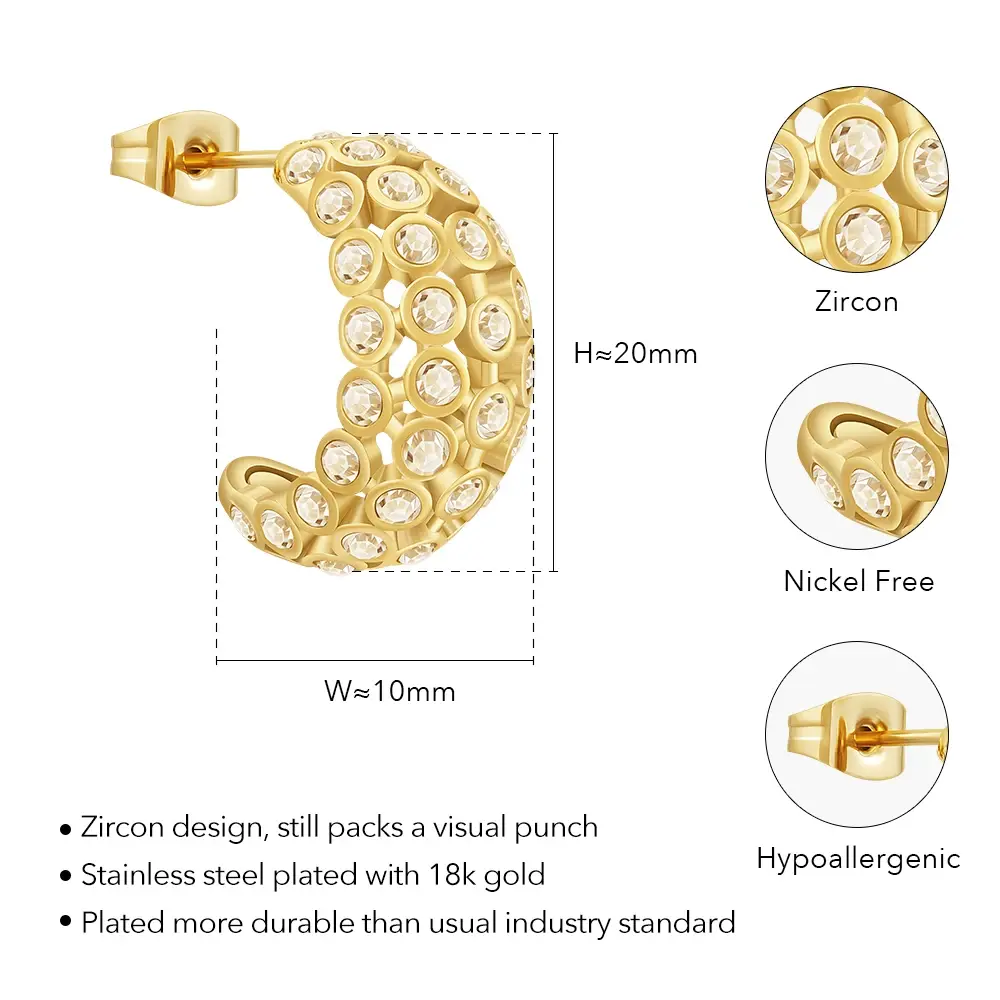 Zircon
H≈20mm
Nickel Free
W≈10mm
Hypoallergenic
• Zircon design, still packs a visual punch
• Stainless steel plated with 18k gold
• Plated more durable than usual industry standard